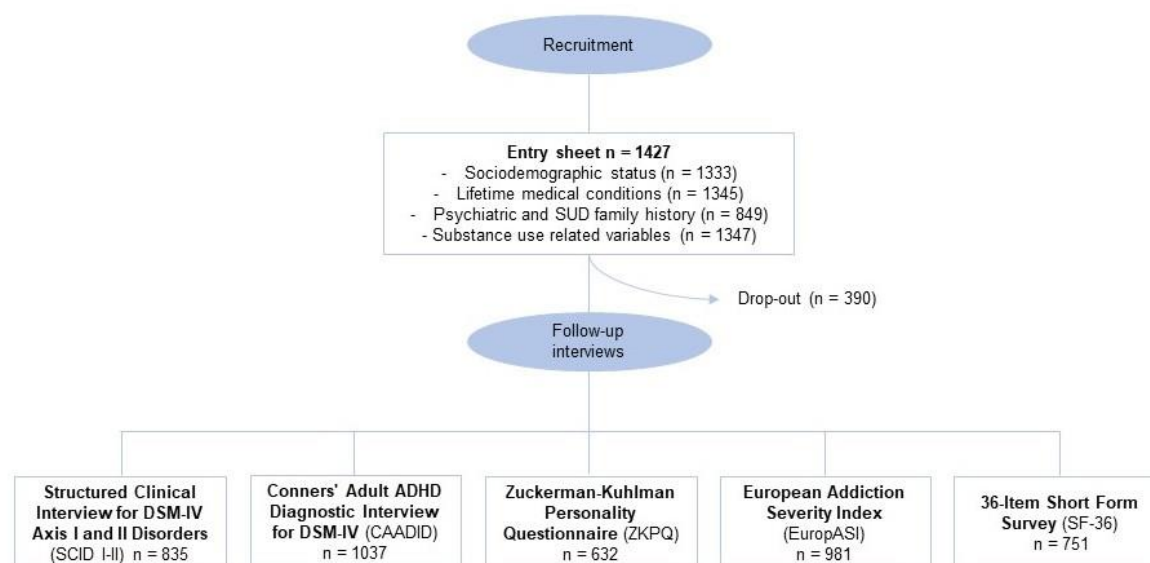 Recruitment
Entry sheet n = 1427
- Sociodemographic status (n = 1333)
- Lifetime medical conditions (n = 1345)
- Psychiatric and SUD family history (n = 849)
- Substance use related variables (n = 1347)
Drop-out (n = 390)
Follow-up
interviews
Structured Clinical
Interview for DSM-IV
Axis I and II Disorders
(SCID I-II) n = 835
Conners' Adult ADHD
Diagnostic Interview
for DSM-IV (CAADID)
n = 1037
Zuckerman-Kuhlman
Personality
Questionnaire (ZKPQ)
n = 632
European Addiction
Severity Index
(EuropASI)
n = 981
36-Item Short Form
Survey (SF-36)
n = 751